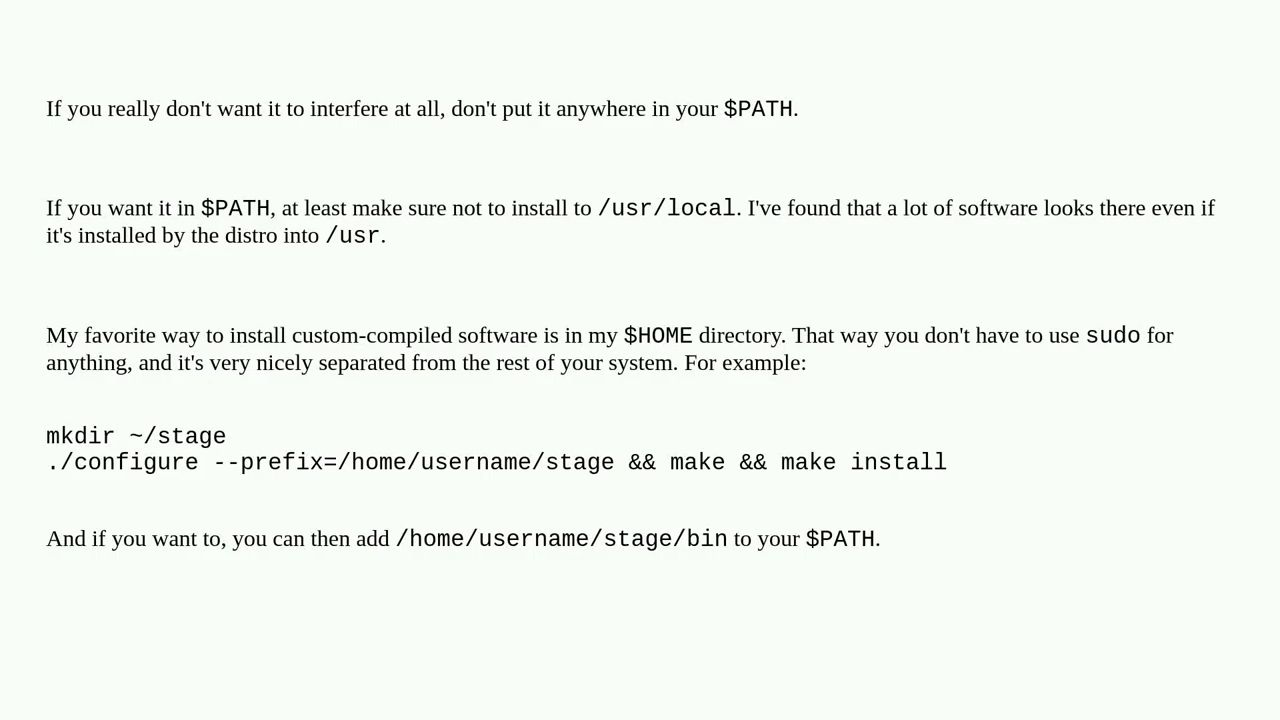 If you really don't want it to interfere at all, don't put it anywhere in your $PATH.
If you want it in $PATH, at least make sure not to install to /usr/local. I've found that a lot of software looks there even if
it's installed by the distro into /usr.
My favorite way to install custom-compiled software is in my $HOME directory. That way you don't have to use sudo for
anything, and it's very nicely separated from the rest of your system. For example:
mkdir ~/stage
./configure --prefix=/home/username/stage && make && make install
And if you want to, you can then add /home/username/stage/bin to your $PATH.